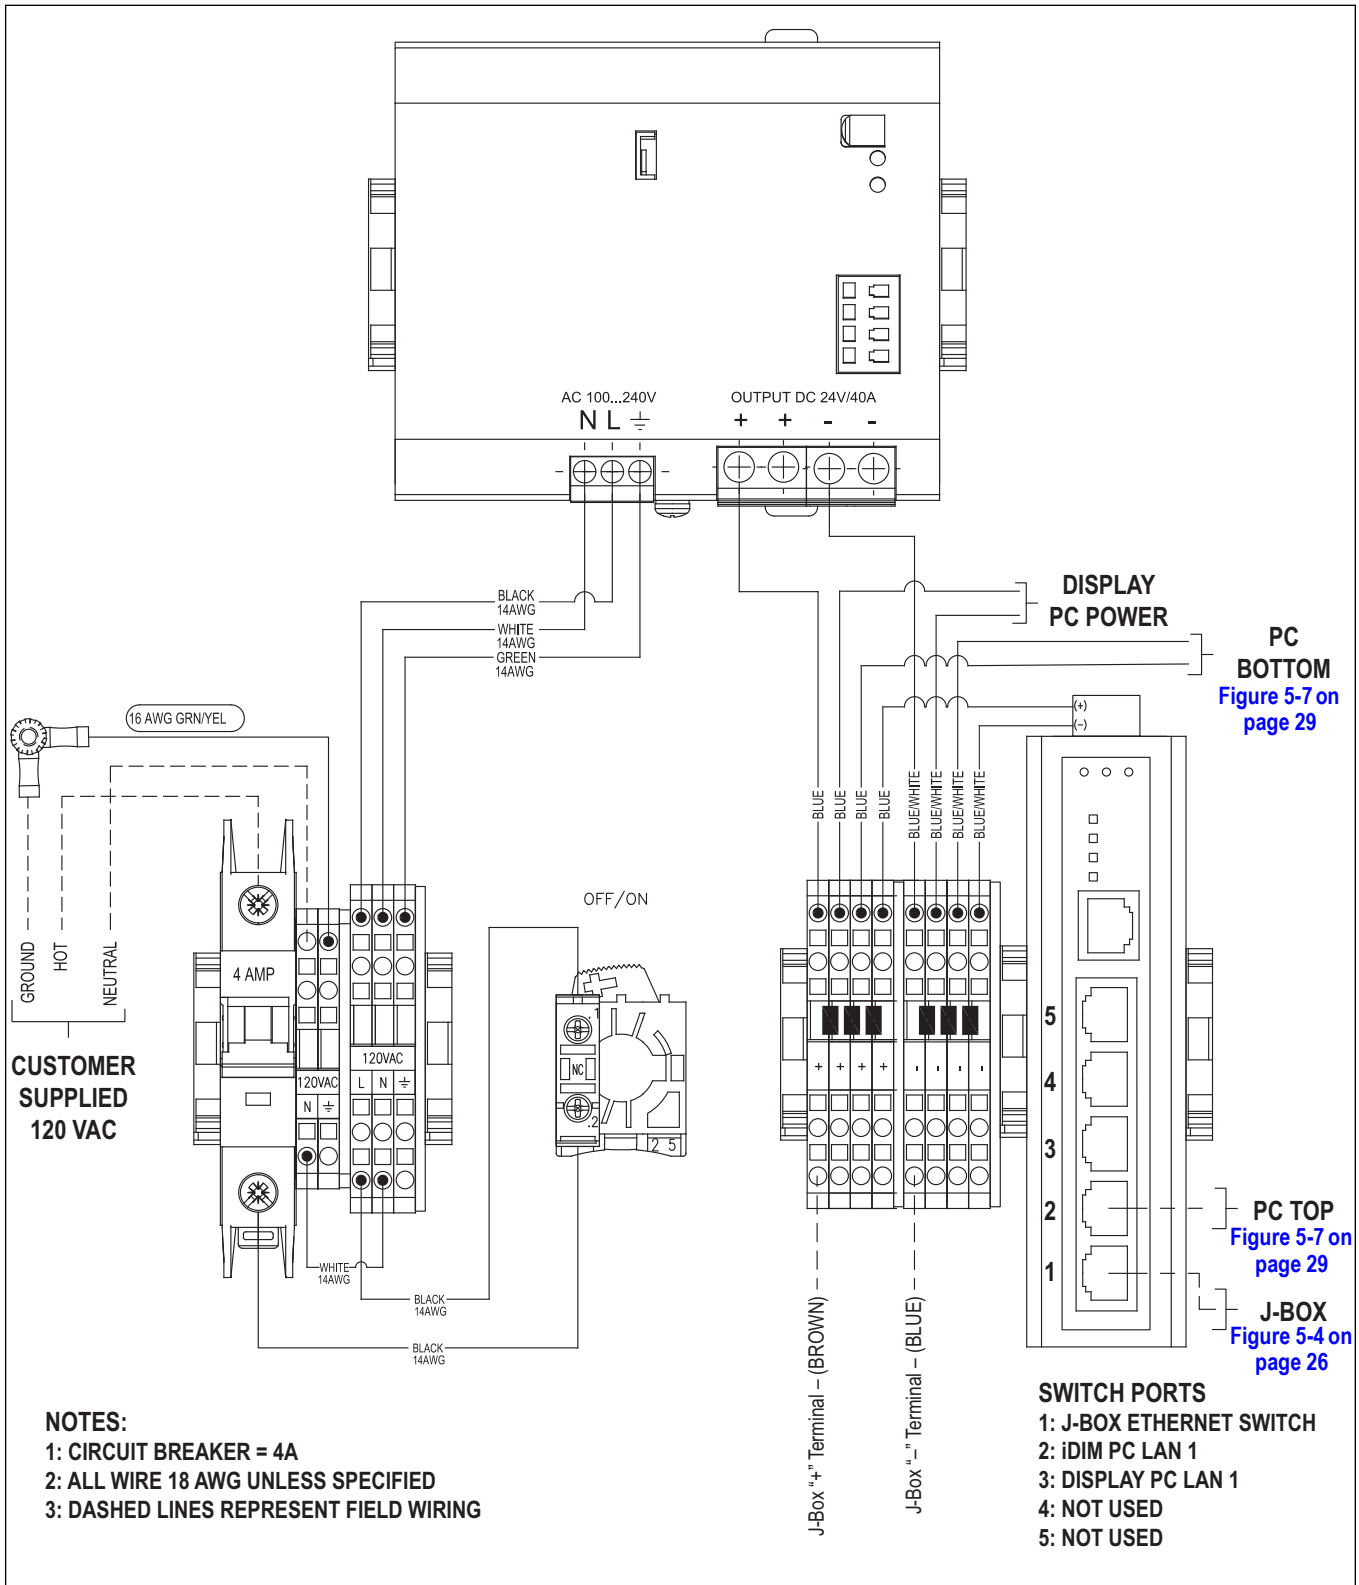 AC 100...240V
N L
OUTPUT DC 24V/40A
+ + - -
BLACK
14AWG
WHITE
14AWG
GREEN
14AWG
DISPLAY
PC POWER
PC
BOTTOM
Figure 5-7 on
page 29
16 AWG GRN/YEL
(+)
(–)
BLUE
BLUE
BLUE
BLUE
BLUE/WHITE
BLUE/WHITE
BLUE/WHITE
BLUE/WHITE
GROUND
HOT
NEUTRAL
CUSTOMER
SUPPLIED
120 VAC
4 AMP
120VAC
N
120VAC
L N
OFF/ON
.1
NC
.2
2 5
+ + + +
- - - -
5
4
3
2
1
PC TOP
Figure 5-7 on
page 29
J-BOX
Figure 5-4 on
page 26
WHITE
14AWG
BLACK
14AWG
BLACK
14AWG
J-Box “+” Terminal – (BROWN)
J-Box “–” Terminal – (BLUE)
NOTES:
1: CIRCUIT BREAKER = 4A
2: ALL WIRE 18 AWG UNLESS SPECIFIED
3: DASHED LINES REPRESENT FIELD WIRING
SWITCH PORTS
1: J-BOX ETHERNET SWITCH
2: iDIM PC LAN 1
3: DISPLAY PC LAN 1
4: NOT USED
5: NOT USED